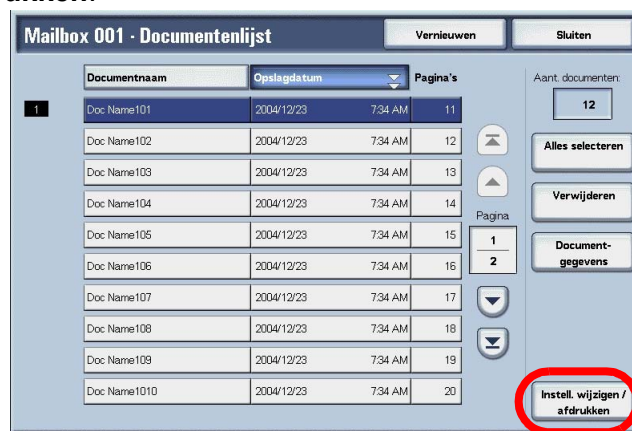 Mailbox 001 - Documentenlijst Vernieuwen Sluiten
Documentnaam Opslagdatum Pagina's Aant. documenten:
12
1 Doc Name101 2004/12/23 7:34 AM 11
Doc Name102 2004/12/23 7:34 AM 12 Alles selecteren
Doc Name103 2004/12/23 7:34 AM 13
Doc Name104 2004/12/23 7:34 AM 14 Verwijderen
Pagina
Doc Name105 2004/12/23 7:34 AM 15 1 Document-
Doc Name106 2004/12/23 7:34 AM 16 2 gegevens
Doc Name107 2004/12/23 7:34 AM 17
Doc Name108 2004/12/23 7:34 AM 18
Doc Name109 2004/12/23 7:34 AM 19
Doc Name1010 2004/12/23 7:34 AM 20 Instell. wijzigen /
afdrukken